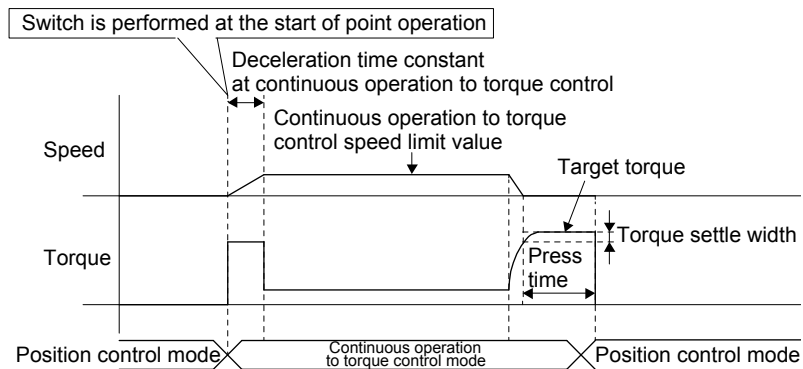 Switch is performed at the start of point operation
Deceleration time constant
at continuous operation to torque control
Continuous operation to torque
control speed limit value
Speed
Target torque
Torque settle width
Torque
Press
time
Position control mode
Continuous operation
to torque control mode
Position control mode